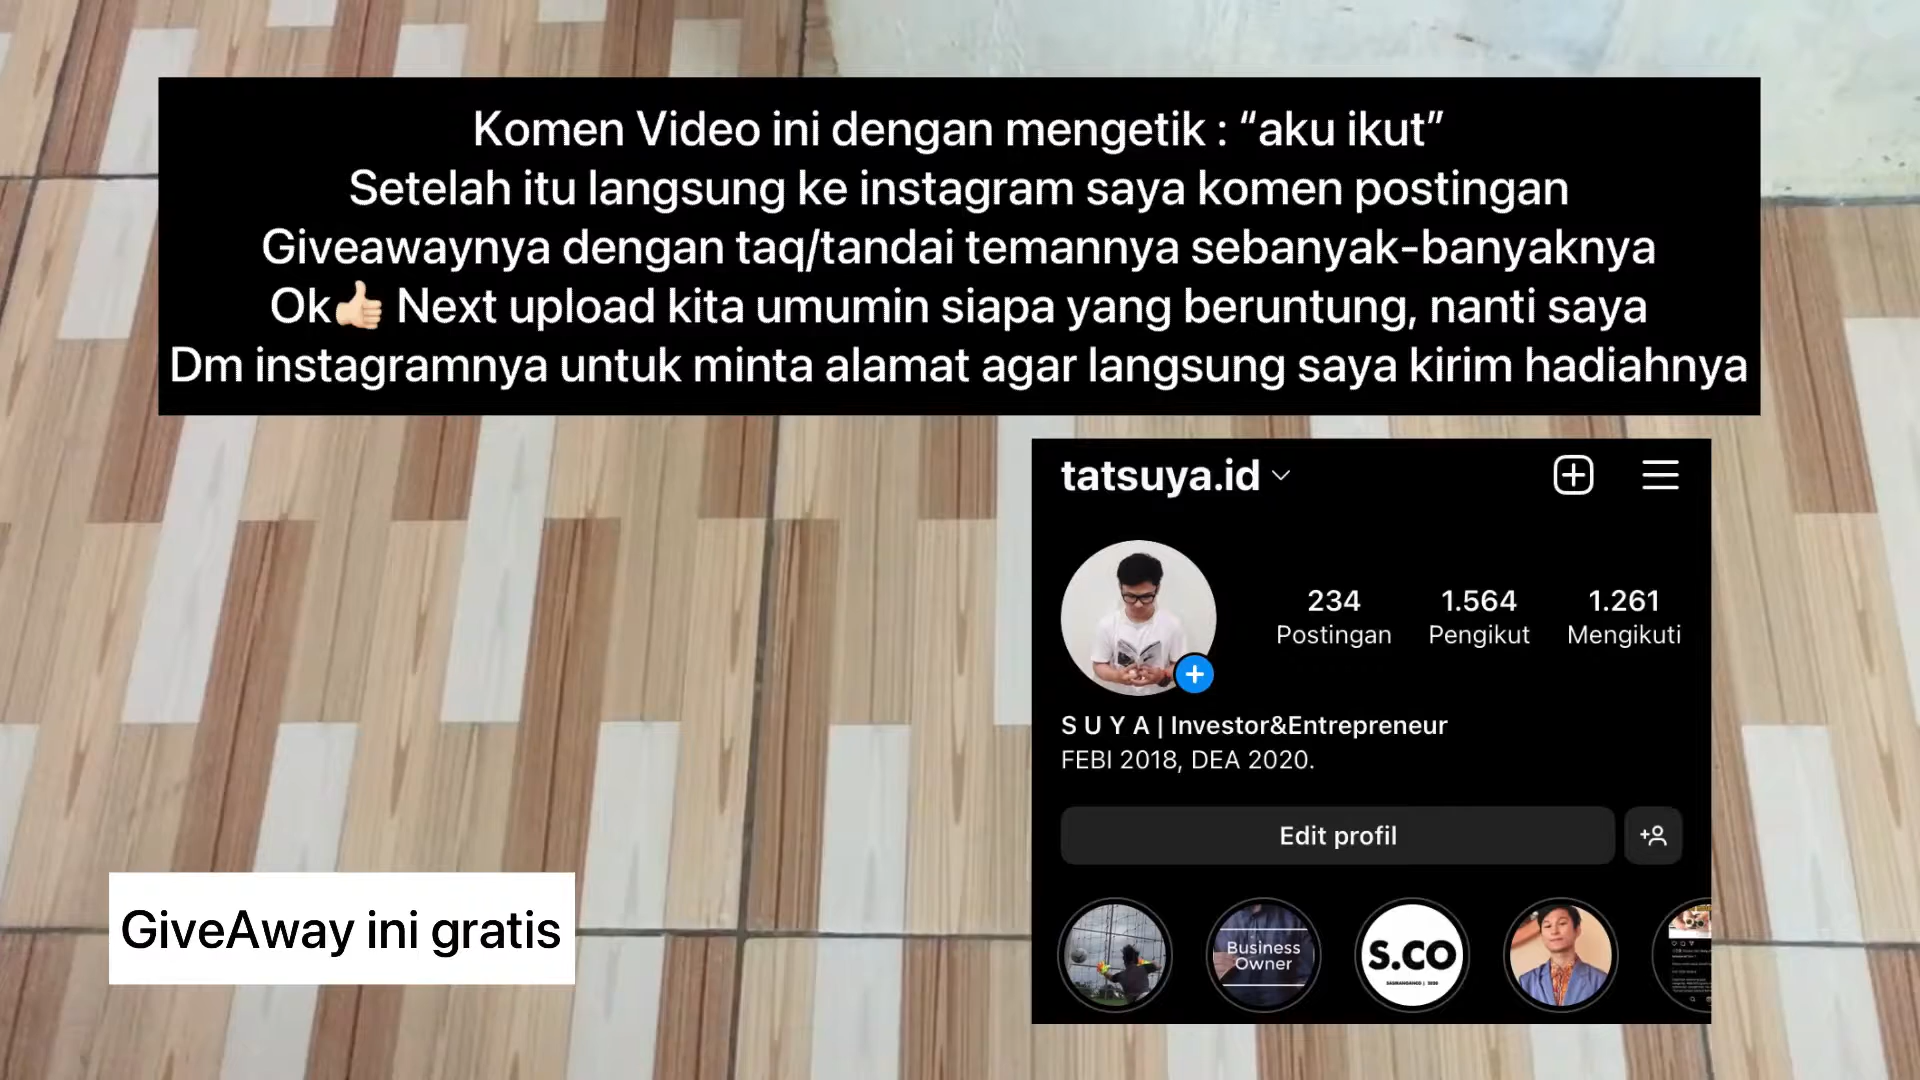 Komen Video ini dengan mengetik : “aku ikut”
Setelah itu langsung ke instagram saya komen postingan
Giveawaynya dengan taq/tandai temannya sebanyak-banyaknya
Ok👍🏻 Next upload kita umumin siapa yang beruntung, nanti saya
Dm instagramnya untuk minta alamat agar langsung saya kirim hadiahnya
tatsuya.id
234 1.564 1.261
Postingan Pengikut Mengikuti
S U Y A | Investor&Entrepreneur
FEBI 2018, DEA 2020.
Edit profil
Business
Owner
S.CO
GiveAway ini gratis